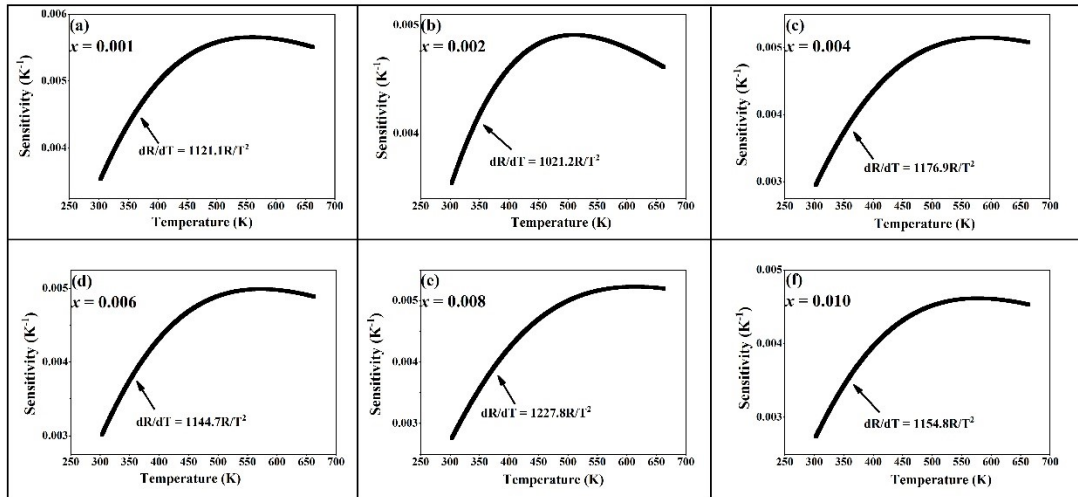 (a)
x = 0.001
0.006
0.005
0.004
Sensitivity (K⁻¹)
dR/dT = 1121.1R/T²
250 300 350 400 450 500 550 600 650 700
Temperature (K)
(b)
x = 0.002
0.005
0.004
Sensitivity (K⁻¹)
dR/dT = 1021.2R/T²
250 300 350 400 450 500 550 600 650 700
Temperature (K)
(c)
x = 0.004
0.005
0.004
0.003
Sensitivity (K⁻¹)
dR/dT = 1176.9R/T²
250 300 350 400 450 500 550 600 650 700
Temperature (K)
(d)
x = 0.006
0.005
0.004
0.003
Sensitivity (K⁻¹)
dR/dT = 1144.7R/T²
250 300 350 400 450 500 550 600 650 700
Temperature (K)
(e)
x = 0.008
0.005
0.004
0.003
Sensitivity (K⁻¹)
dR/dT = 1227.8R/T²
250 300 350 400 450 500 550 600 650 700
Temperature (K)
(f)
x = 0.010
0.005
0.004
0.003
Sensitivity (K⁻¹)
dR/dT = 1154.8R/T²
250 300 350 400 450 500 550 600 650 700
Temperature (K)